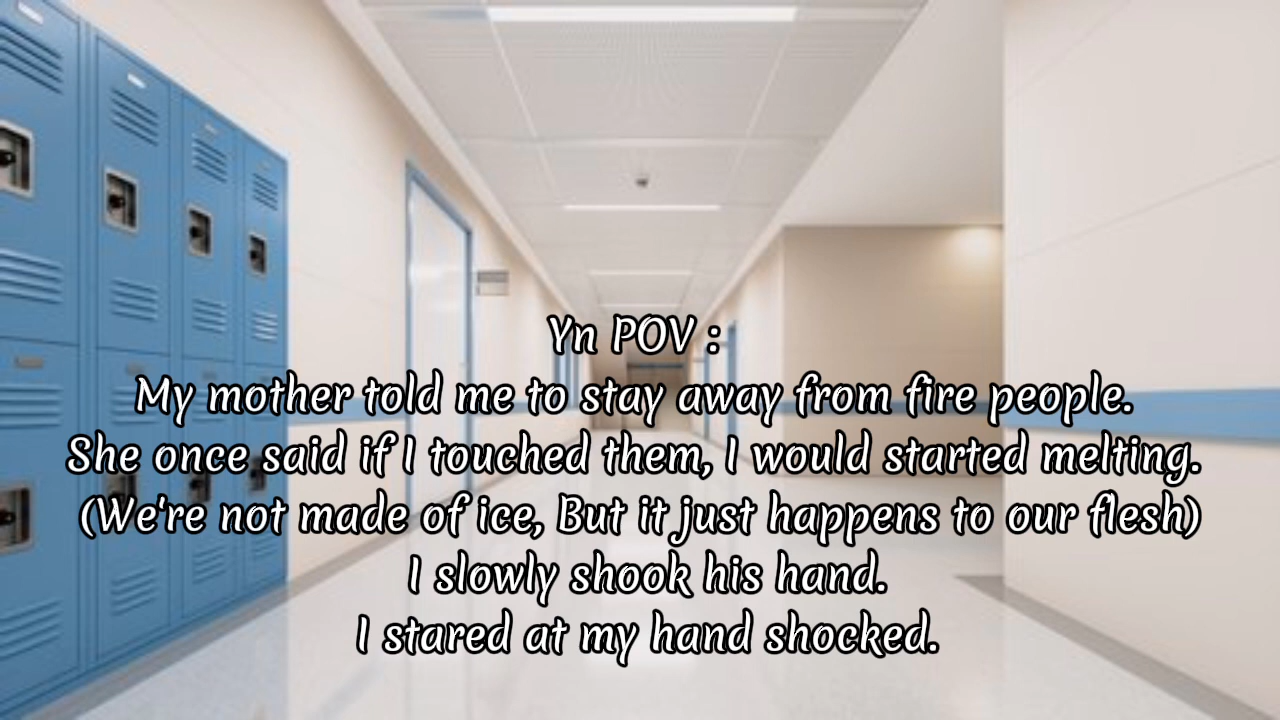 Yn POV :
My mother told me to stay away from fire people.
She once said if I touched them, I would started melting.
(We're not made of ice, But it just happens to our flesh)
I slowly shook his hand.
I stared at my hand shocked.